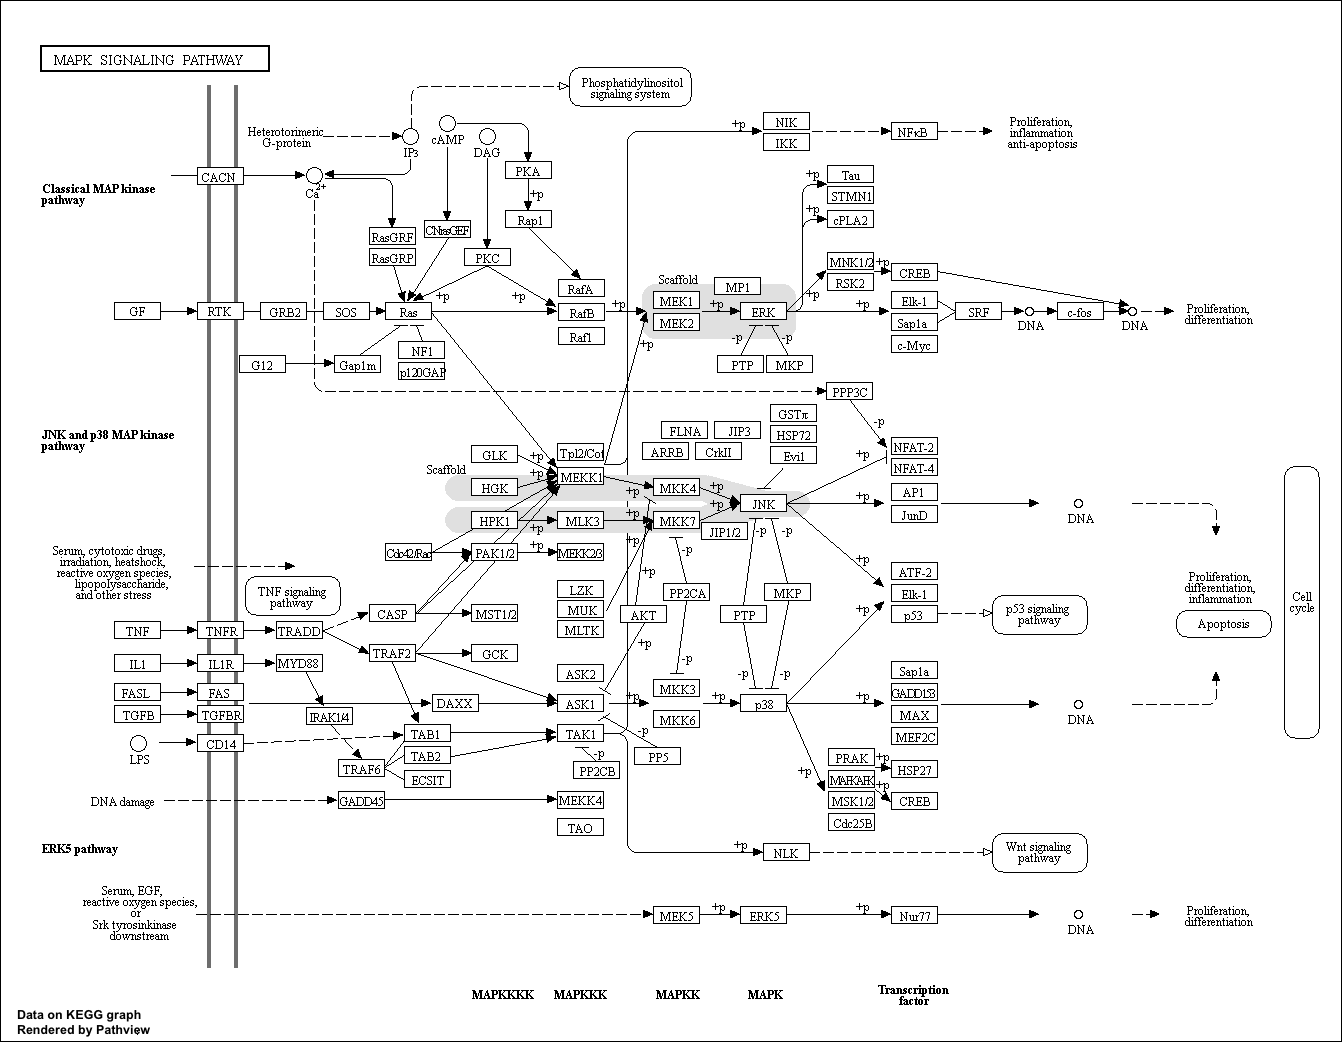 MAPK SIGNALING PATHWAY
Phosphatidylinositol
signaling system
Heterotorimeric
G-protein
IP3
cAMP
DAG
+p
NIK
IKK
NFκB
Proliferation,
inflammation
anti-apoptosis
Classical MAP kinase
pathway
CACN
Ca2+
PKA
+p
Rap1
+p
Tau
STMN1
+p
cPLA2
RasGRF
RasGRP
CNrasGEF
PKC
RafA
Scaffold
MP1
MNK1/2
RSK2
+p
CREB
GF
RTK
GRB2
SOS
Ras
+p
+p
RafB
Raf1
+p
MEK1
MEK2
+p
ERK
+p
+p
Elk-1
Sap1a
c-Myc
SRF
DNA
c-fos
DNA
Proliferation,
differentiation
G12
Gap1m
NF1
p120GAP
+p
-p
-p
PTP
MKP
PPP3C
-p
JNK and p38 MAP kinase
pathway
GLK
HGK
HPK1
Scaffold
+p
+p
+p
+p
Tpl2/Cot
MEKK1
MLK3
MEKK2/3
FLNA
JIP3
ARRB
CrkII
GSTπ
HSP72
Evi1
NFAT-2
NFAT-4
+p
+p
+p
+p
+p
MKK4
MKK7
+p
+p
JNK
JIP1/2
+p
AP1
JunD
DNA
Cdc42/Rac
PAK1/2
Serum, cytotoxic drugs,
irradiation, heatshock,
reactive oxygen species,
lipopolysaccharide,
and other stress
TNF signaling
pathway
CASP
MST1/2
LZK
MUK
MLTK
+p
AKT
+p
-p
PP2CA
-p
-p
-p
PTP
MKP
-p
-p
+p
+p
ATF-2
Elk-1
p53
p53 signaling
pathway
Proliferation,
differentiation,
inflammation
Apoptosis
Cell
cycle
TNF
TNFR
TRADD
TRAF2
GCK
IL1
IL1R
MYD88
ASK2
FASL
FAS
DAXX
ASK1
+p
MKK3
MKK6
+p
p38
+p
Sap1a
GADD153
MAX
MEF2C
DNA
TGFB
TGFBR
IRAK1/4
LPS
CD14
TAB1
TAB2
ECSIT
TRAF6
TAK1
+p
-p
-p
PP2CB
PP5
+p
PRAK
MAPKAPK
MSK1/2
Cdc25B
+p
+p
HSP27
CREB
DNA damage
GADD45
MEKK4
TAO
ERK5 pathway
+p
NLK
Wnt signaling
pathway
Serum, EGF,
reactive oxygen species,
or
Srk tyrosinkinase
downstream
MEK5
+p
ERK5
+p
Nur77
DNA
Proliferation,
differentiation
MAPKKKK
MAPKKK
MAPKK
MAPK
Transcription
factor
Data on KEGG graph
Rendered by Pathview